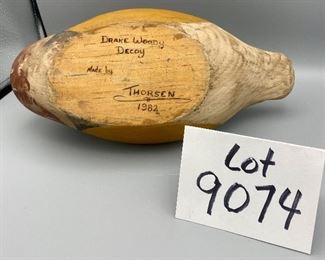 DRAKE WOODY
DECOY
MADE by
THORSEN
1982
Lot
9074